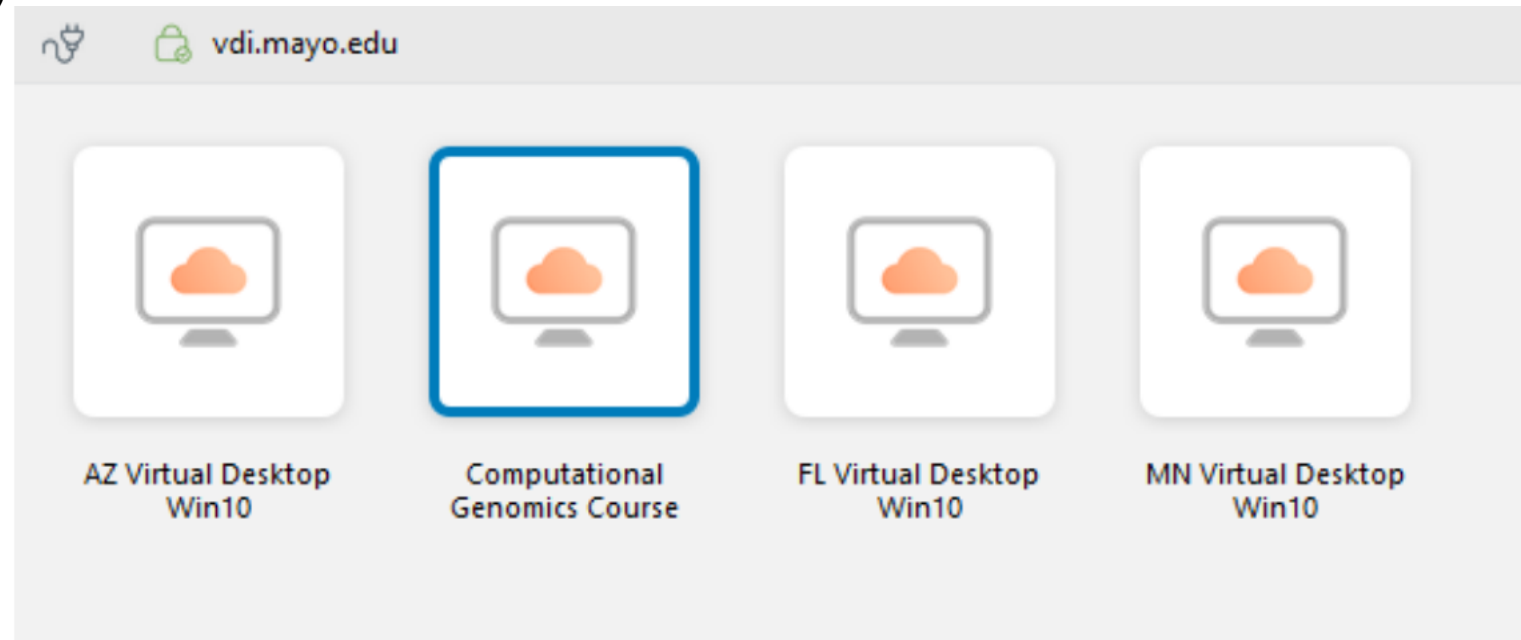 vdi.mayo.edu
AZ Virtual Desktop
Win10
Computational
Genomics Course
FL Virtual Desktop
Win10
MN Virtual Desktop
Win10